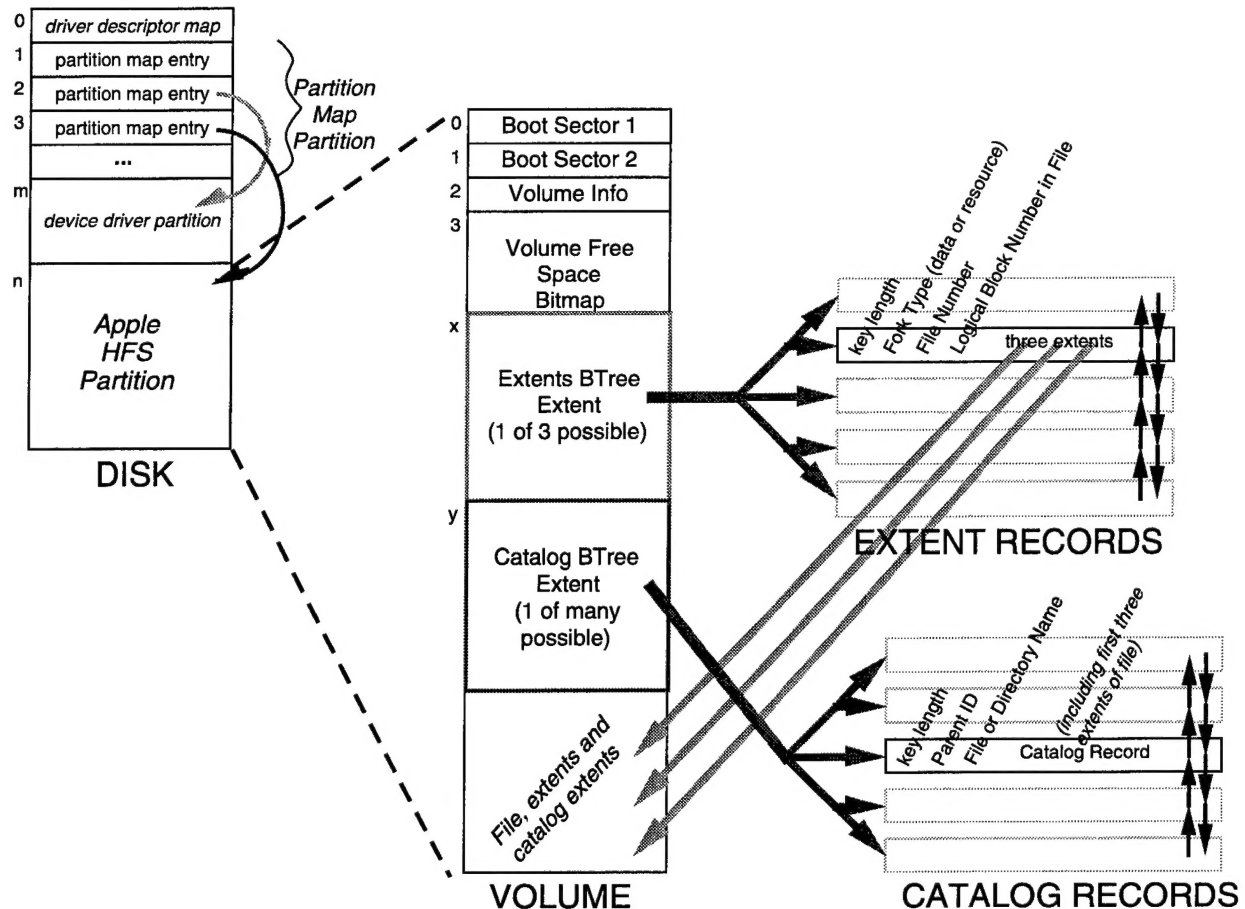 0
driver descriptor map
1
partition map entry
2
partition map entry
3
partition map entry
...
m
device driver partition
n
Apple
HFS
Partition
DISK
Partition
Map
Partition
0
Boot Sector 1
1
Boot Sector 2
2
Volume Info
3
Volume Free
Space
Bitmap
x
Extents BTree
Extent
(1 of 3 possible)
y
Catalog BTree
Extent
(1 of many
possible)
File, extents and
catalog extents
VOLUME
key length
Fork Type (data or resource)
File Number
Logical Block Number in File
three extents
EXTENT RECORDS
key length
Parent ID
File or Directory Name
(including first three
extents of file)
Catalog Record
CATALOG RECORDS